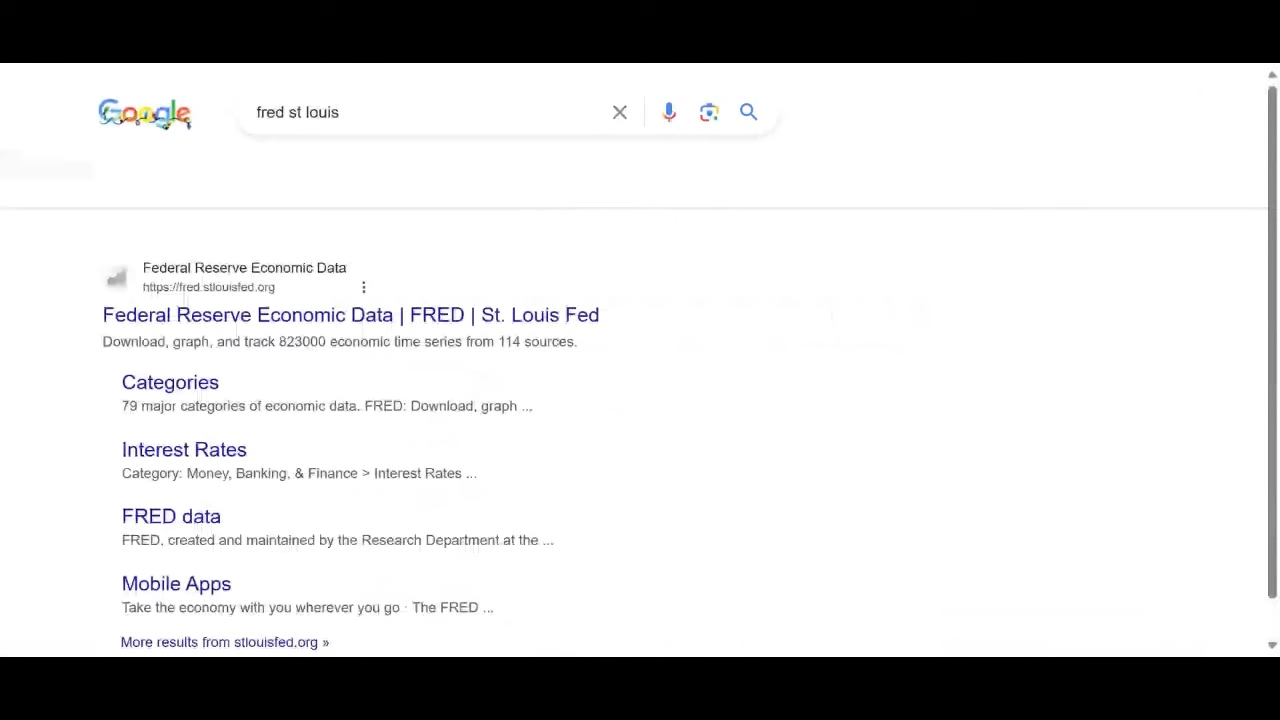 Google
fred st louis
Federal Reserve Economic Data
https://fred.stlouisfed.org
Federal Reserve Economic Data | FRED | St. Louis Fed
Download, graph, and track 823000 economic time series from 114 sources.
Categories
79 major categories of economic data. FRED: Download, graph ...
Interest Rates
Category: Money, Banking, & Finance > Interest Rates ...
FRED data
FRED, created and maintained by the Research Department at the ...
Mobile Apps
Take the economy with you wherever you go · The FRED ...
More results from stlouisfed.org »